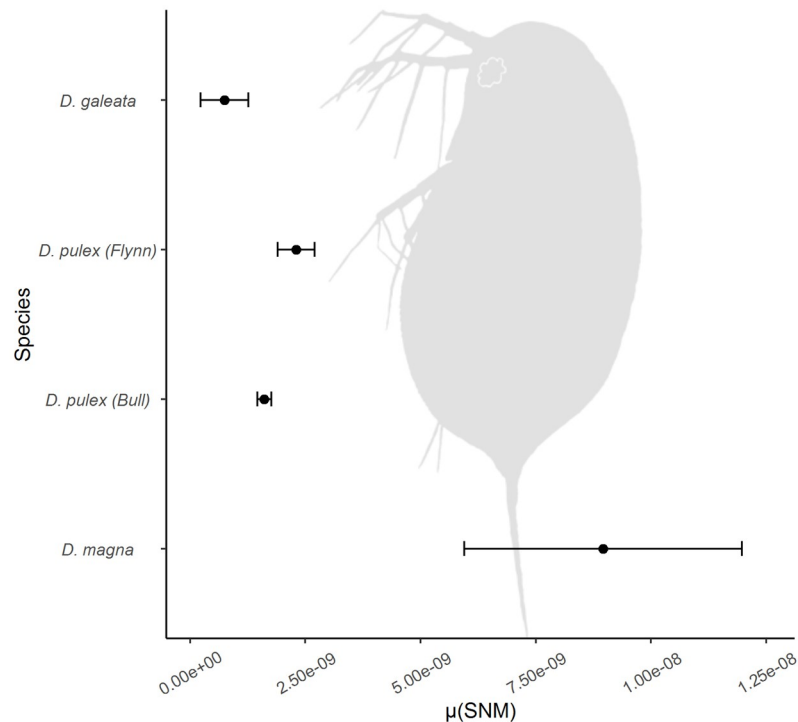 D. galeata
D. pulex (Flynn)
D. pulex (Bull)
D. magna
Species
0.00e+00
2.50e-09
5.00e-09
7.50e-09
1.00e-08
1.25e-08
μ(SNM)